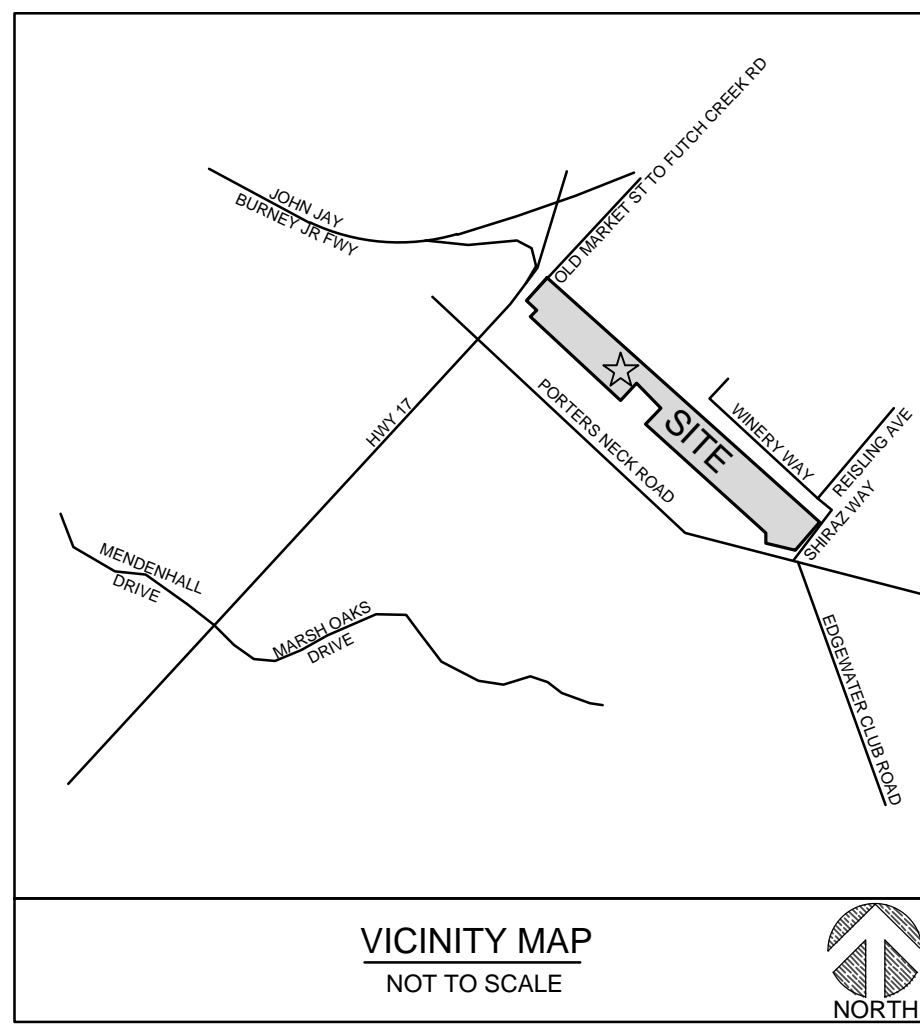 OLD MARKET ST TO FUTCH CREEK RD
JOHN JAY
BURNEY JR FWY
HWY 17
PORTERS NECK ROAD
SITE
WINERY WAY
REISLING AVE
SHIRAZ WAY
MENDENHALL
DRIVE
MARSH OAKS
DRIVE
EDGEWATER CLUB ROAD
VICINITY MAP
NOT TO SCALE
NORTH